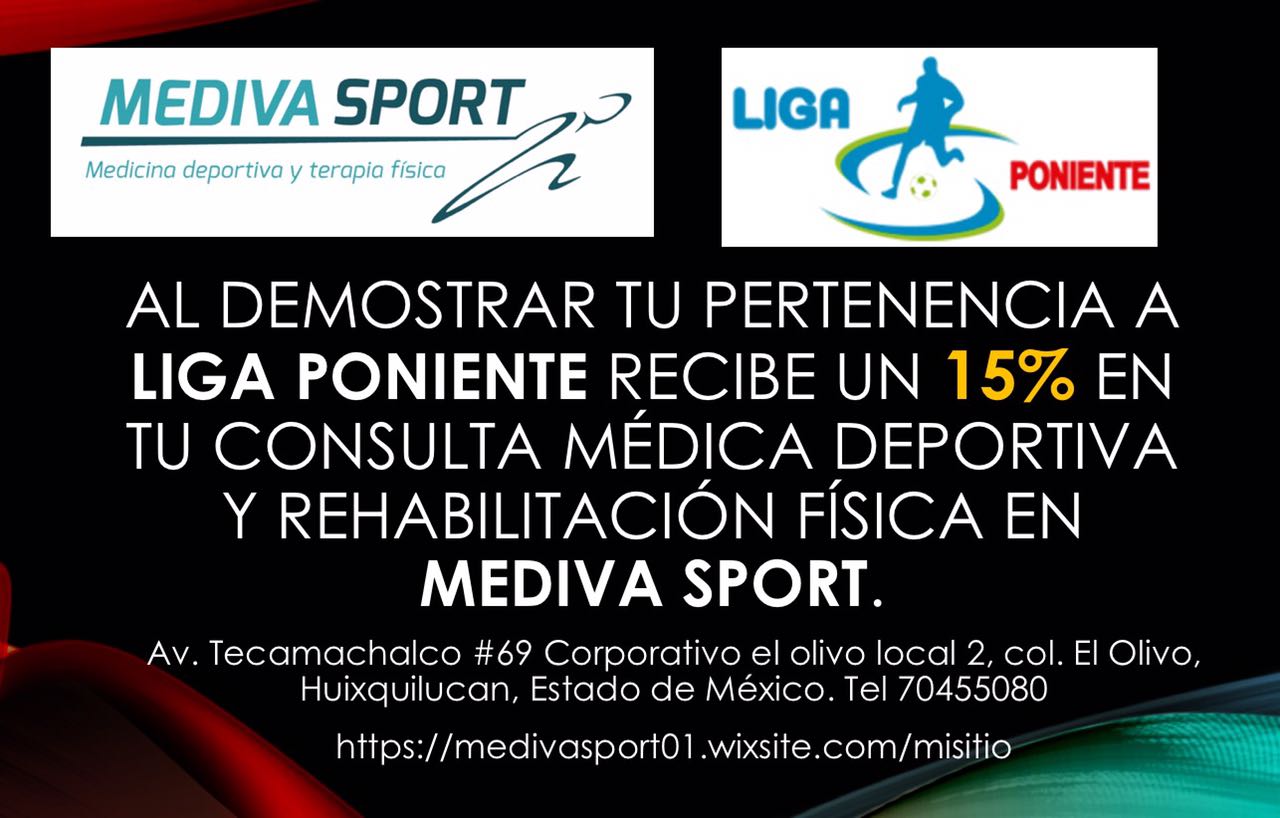 MEDIVA SPORT
Medicina deportiva y terapia física
LIGA
PONIENTE
AL DEMOSTRAR TU PERTENENCIA A
LIGA PONIENTE RECIBE UN 15% EN
TU CONSULTA MÉDICA DEPORTIVA
Y REHABILITACIÓN FÍSICA EN
MEDIVA SPORT.
Av. Tecamachalco #69 Corporativo el olivo local 2, col. El Olivo,
Huixquilucan, Estado de México. Tel 70455080
https://medivasport01.wixsite.com/misitio